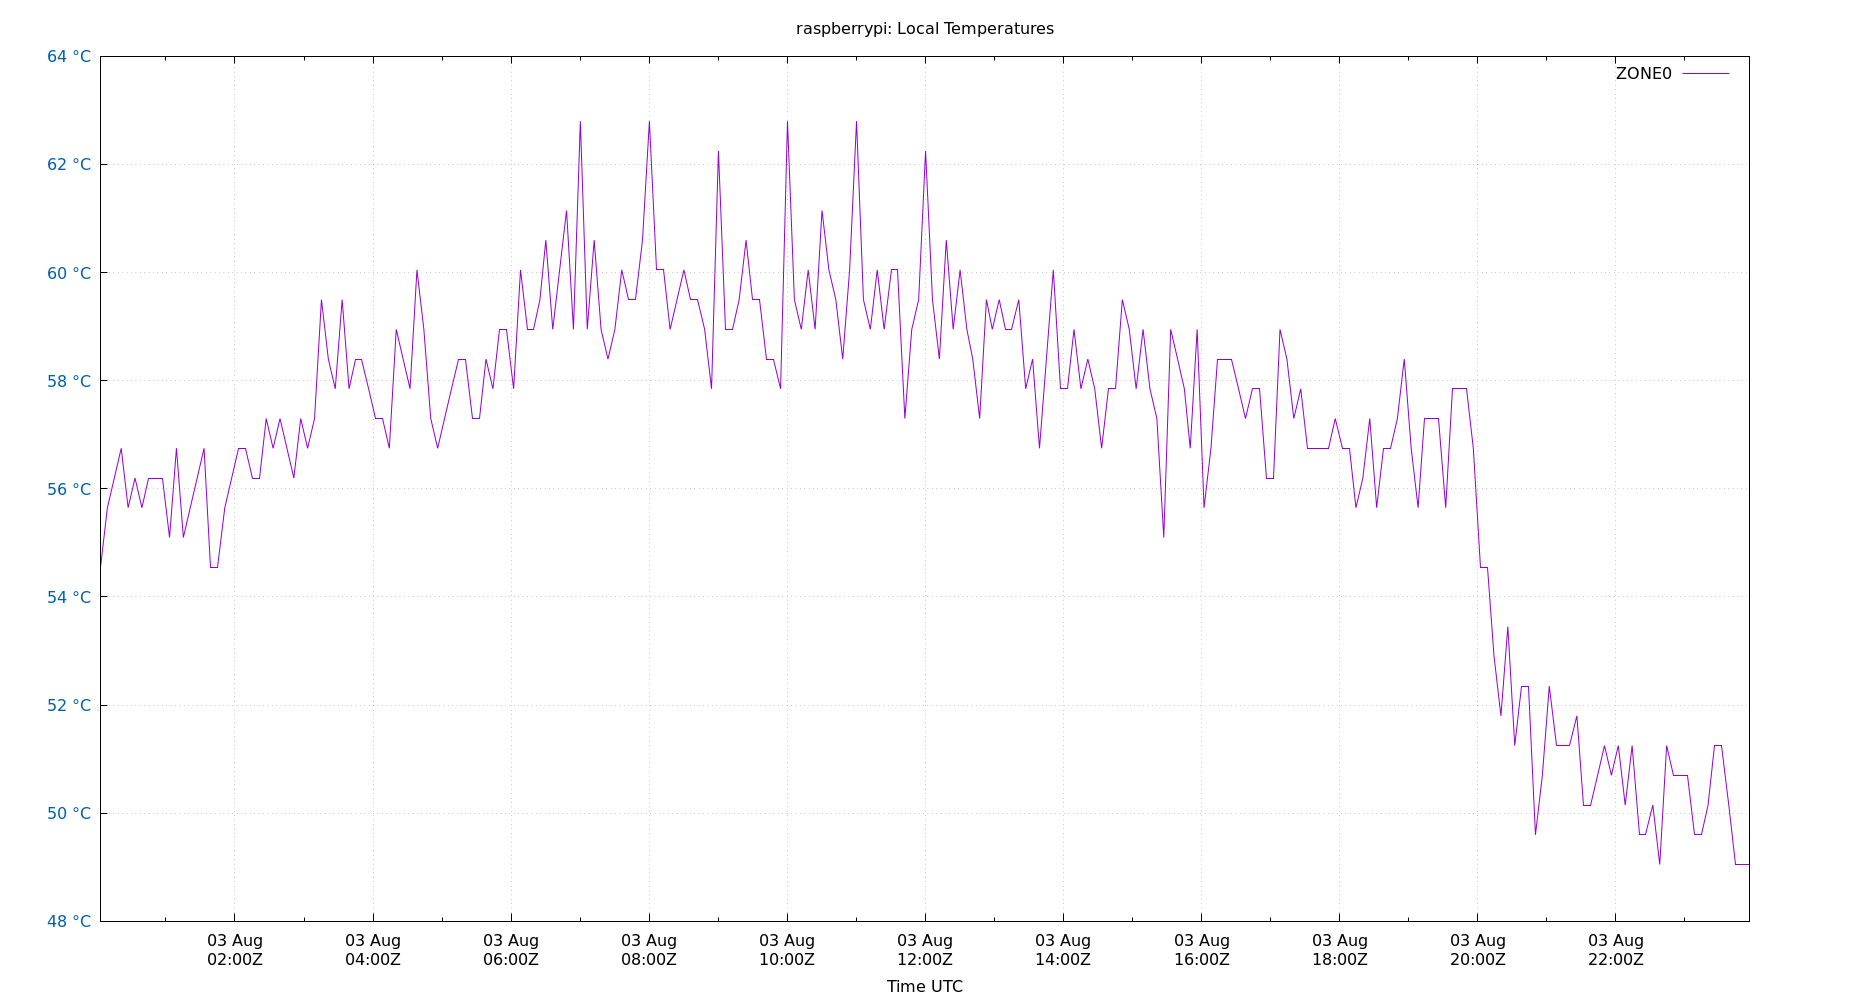 raspberrypi: Local Temperatures
64 °C
ZONE0
62 °C
60 °C
58 °C
56 °C
54 °C
52 °C
50 °C
48 °C
03 Aug 03 Aug 03 Aug 03 Aug 03 Aug 03 Aug 03 Aug 03 Aug 03 Aug 03 Aug 03 Aug
02:00Z 04:00Z 06:00Z 08:00Z 10:00Z 12:00Z 14:00Z 16:00Z 18:00Z 20:00Z 22:00Z
Time UTC